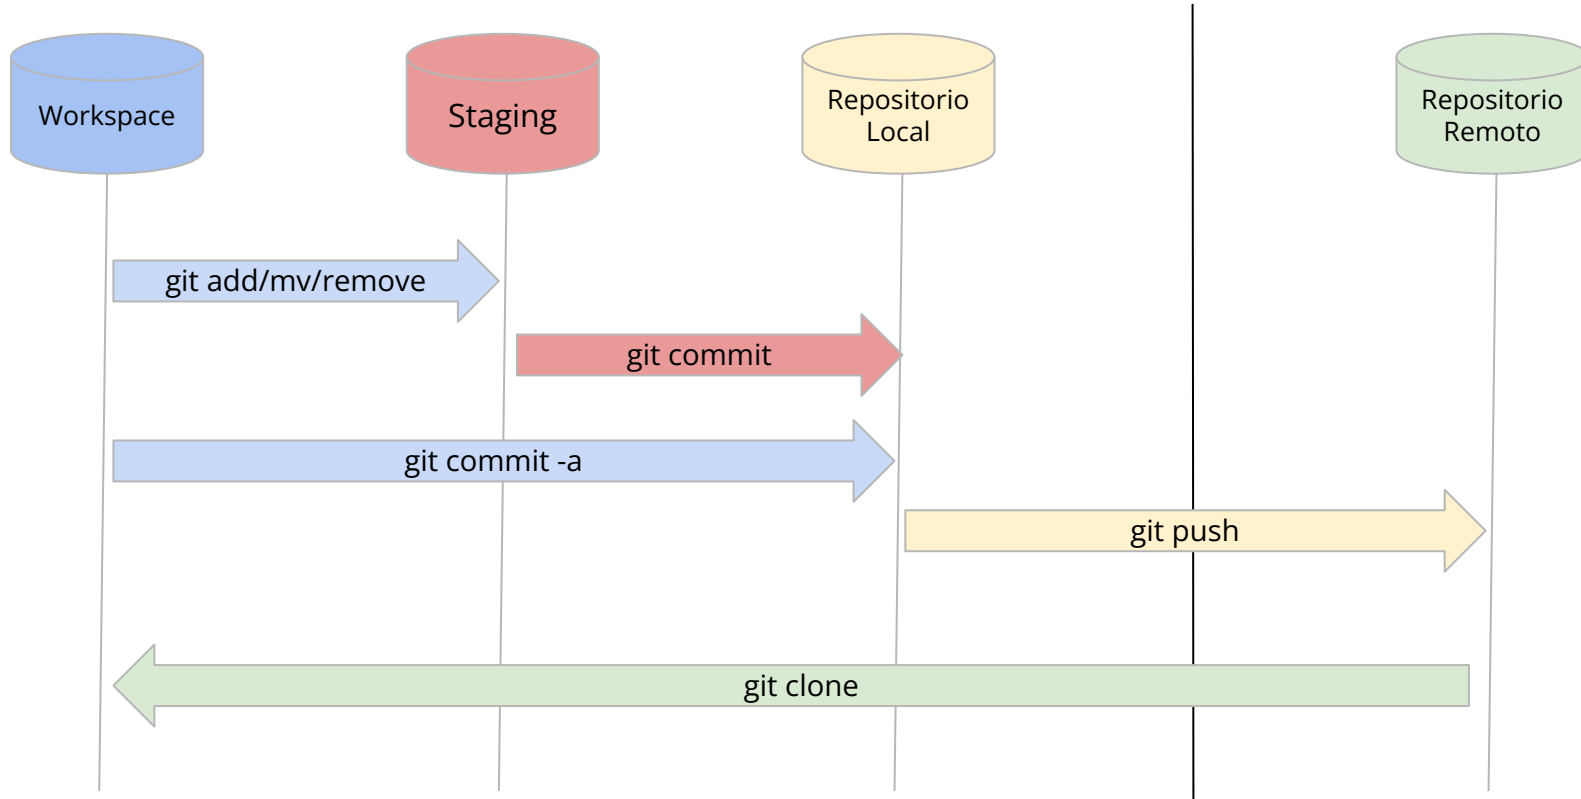 Workspace
Staging
Repositorio
Local
Repositorio
Remoto
git add/mv/remove
git commit
git commit -a
git push
git clone